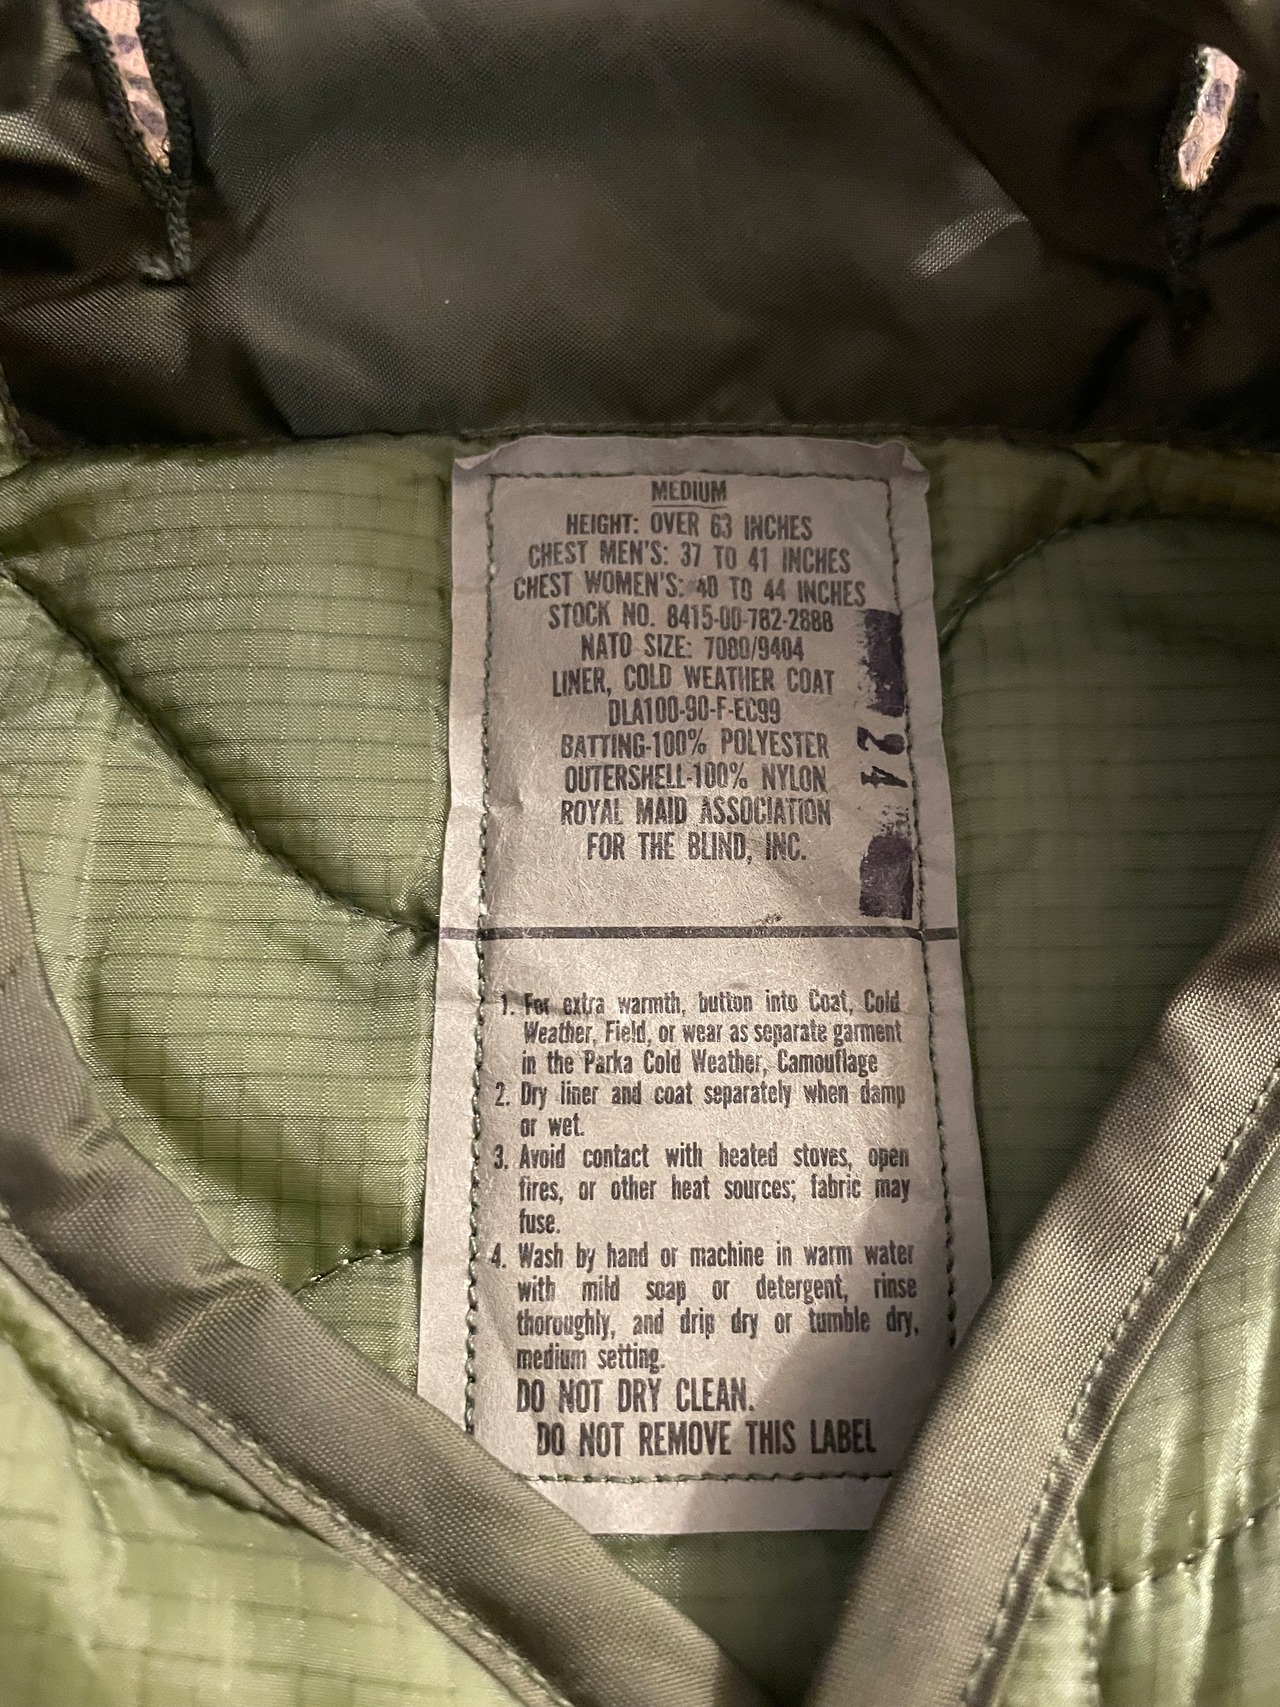 MEDIUM
HEIGHT: OVER 63 INCHES
CHEST MEN'S: 37 TO 41 INCHES
CHEST WOMEN'S: 40 TO 44 INCHES
STOCK NO. 8415-00-782-2888
NATO SIZE: 7080/9404
LINER, COLD WEATHER COAT
DLA100-90-F-EC99
BATTING-100% POLYESTER
OUTERSHELL-100% NYLON
ROYAL MAID ASSOCIATION
FOR THE BLIND, INC.
24
1. For extra warmth, button into Coat, Cold
Weather, Field, or wear as separate garment
in the Parka Cold Weather, Camouflage
2. Dry liner and coat separately when damp
or wet.
3. Avoid contact with heated stoves, open
fires, or other heat sources; fabric may
fuse.
4. Wash by hand or machine in warm water
with mild soap or detergent, rinse
thoroughly, and drip dry or tumble dry,
medium setting.
DO NOT DRY CLEAN.
DO NOT REMOVE THIS LABEL